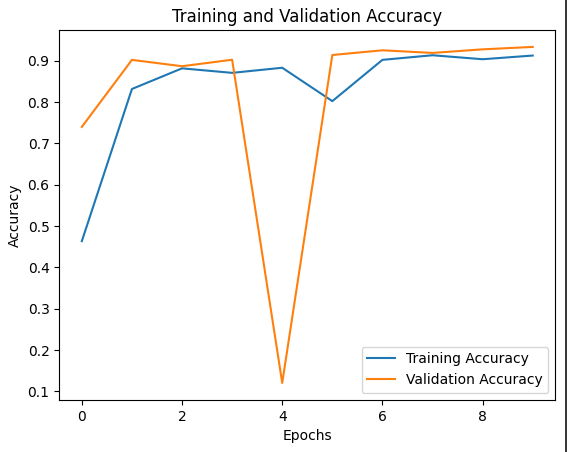 Training and Validation Accuracy
Accuracy
0.9
0.8
0.7
0.6
0.5
0.4
0.3
0.2
0.1
Training Accuracy
Validation Accuracy
0 2 4 6 8
Epochs